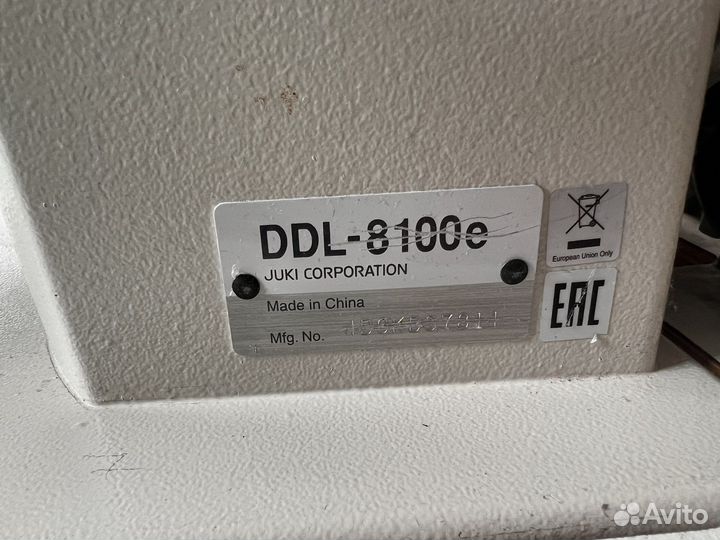 DDL-8100e
JUKI CORPORATION
Made in China
Mfg. No.
European Union Only
EAC
Avito